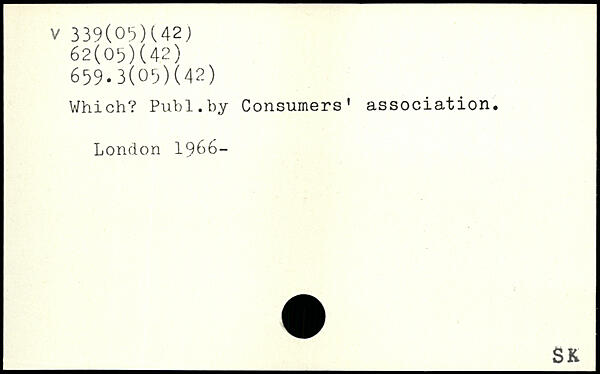 v 339(05)(42)
62(05)(42)
659.3(05)(42)
Which? Publ.by Consumers' association.
London 1966-
SK